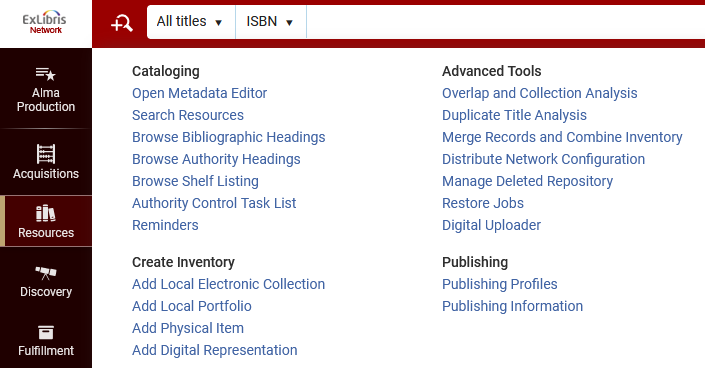 ExLibris
Network
All titles
ISBN
Alma
Production
Acquisitions
Resources
Discovery
Fulfillment
Cataloging
Open Metadata Editor
Search Resources
Browse Bibliographic Headings
Browse Authority Headings
Browse Shelf Listing
Authority Control Task List
Reminders
Create Inventory
Add Local Electronic Collection
Add Local Portfolio
Add Physical Item
Add Digital Representation
Advanced Tools
Overlap and Collection Analysis
Duplicate Title Analysis
Merge Records and Combine Inventory
Distribute Network Configuration
Manage Deleted Repository
Restore Jobs
Digital Uploader
Publishing
Publishing Profiles
Publishing Information